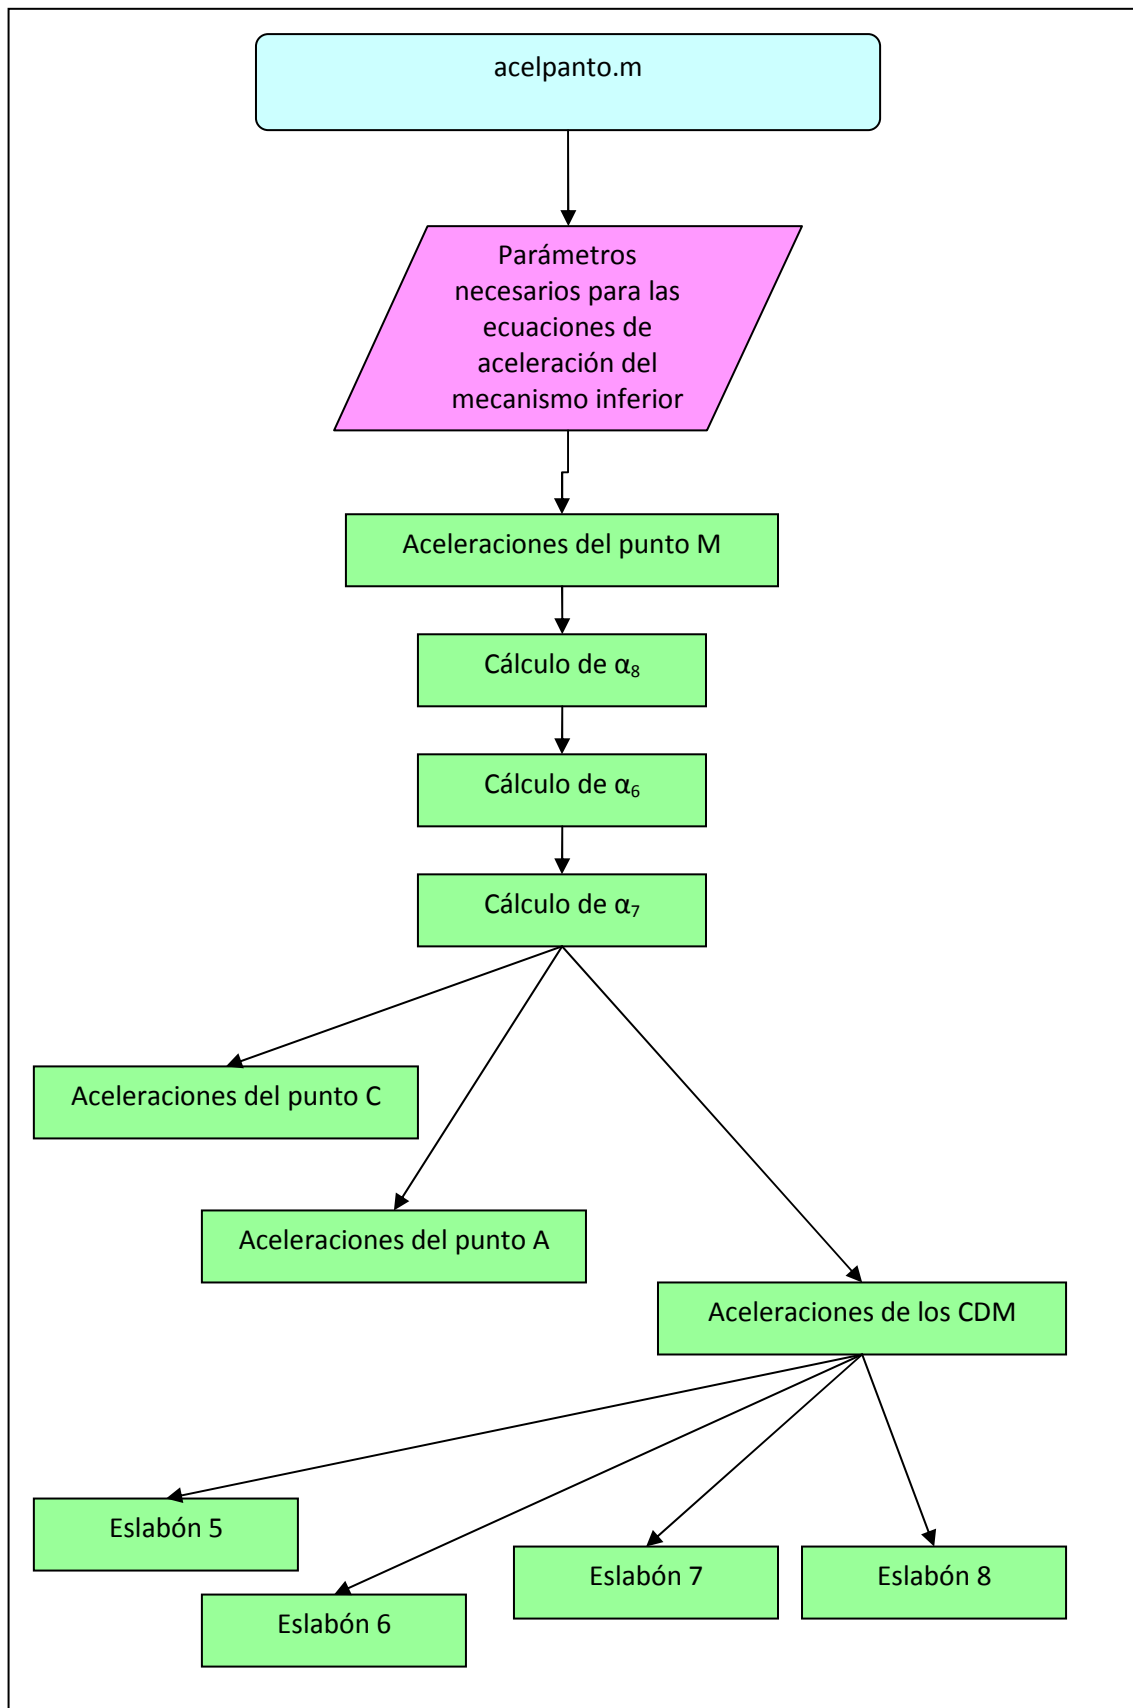 acelpanto.m
Parámetros
necesarios para las
ecuaciones de
aceleración del
mecanismo inferior
Aceleraciones del punto M
Cálculo de α₈
Cálculo de α₆
Cálculo de α₇
Aceleraciones del punto C
Aceleraciones del punto A
Aceleraciones de los CDM
Eslabón 5
Eslabón 6
Eslabón 7
Eslabón 8